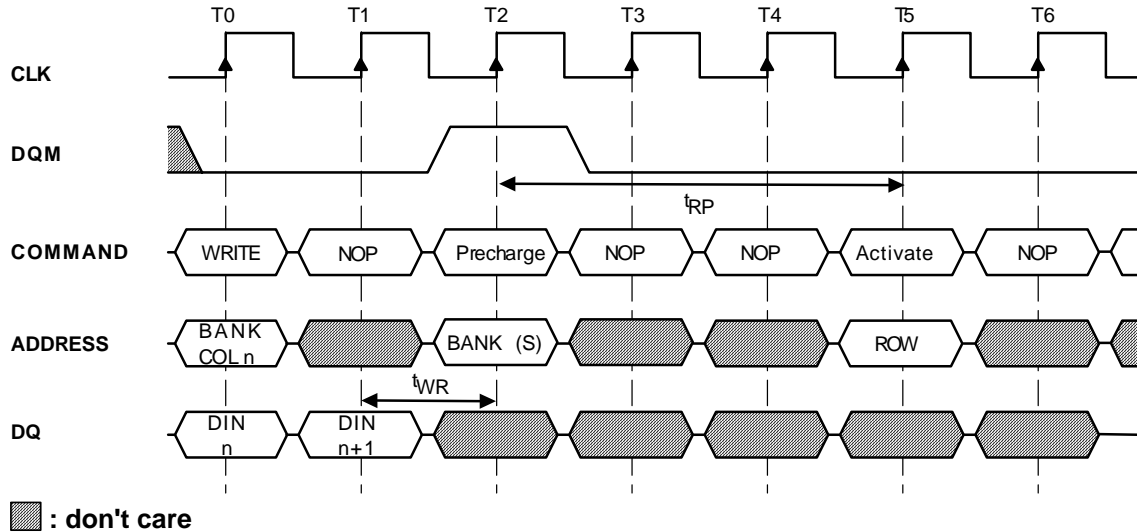 T0 T1 T2 T3 T4 T5 T6
CLK
DQM
tRP
COMMAND WRITE NOP Precharge NOP NOP Activate NOP
ADDRESS BANK COL n BANK (S) ROW
tWR
DQ DIN n DIN n+1
: don't care